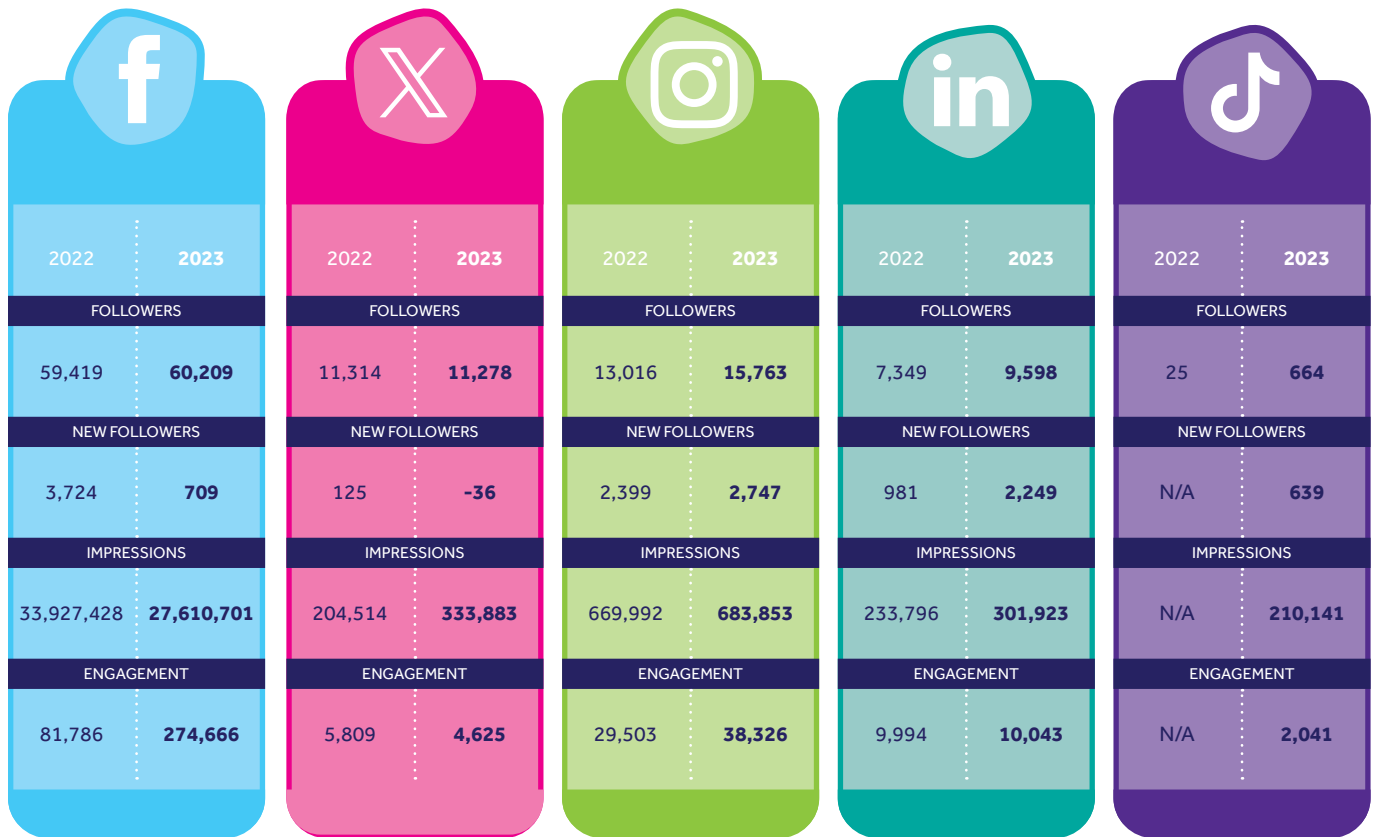 2022 2023
FOLLOWERS
59,419 60,209
NEW FOLLOWERS
3,724 709
IMPRESSIONS
33,927,428 27,610,701
ENGAGEMENT
81,786 274,666
2022 2023
FOLLOWERS
11,314 11,278
NEW FOLLOWERS
125 -36
IMPRESSIONS
204,514 333,883
ENGAGEMENT
5,809 4,625
2022 2023
FOLLOWERS
13,016 15,763
NEW FOLLOWERS
2,399 2,747
IMPRESSIONS
669,992 683,853
ENGAGEMENT
29,503 38,326
in
2022 2023
FOLLOWERS
7,349 9,598
NEW FOLLOWERS
981 2,249
IMPRESSIONS
233,796 301,923
ENGAGEMENT
9,994 10,043
2022 2023
FOLLOWERS
25 664
NEW FOLLOWERS
N/A 639
IMPRESSIONS
N/A 210,141
ENGAGEMENT
N/A 2,041